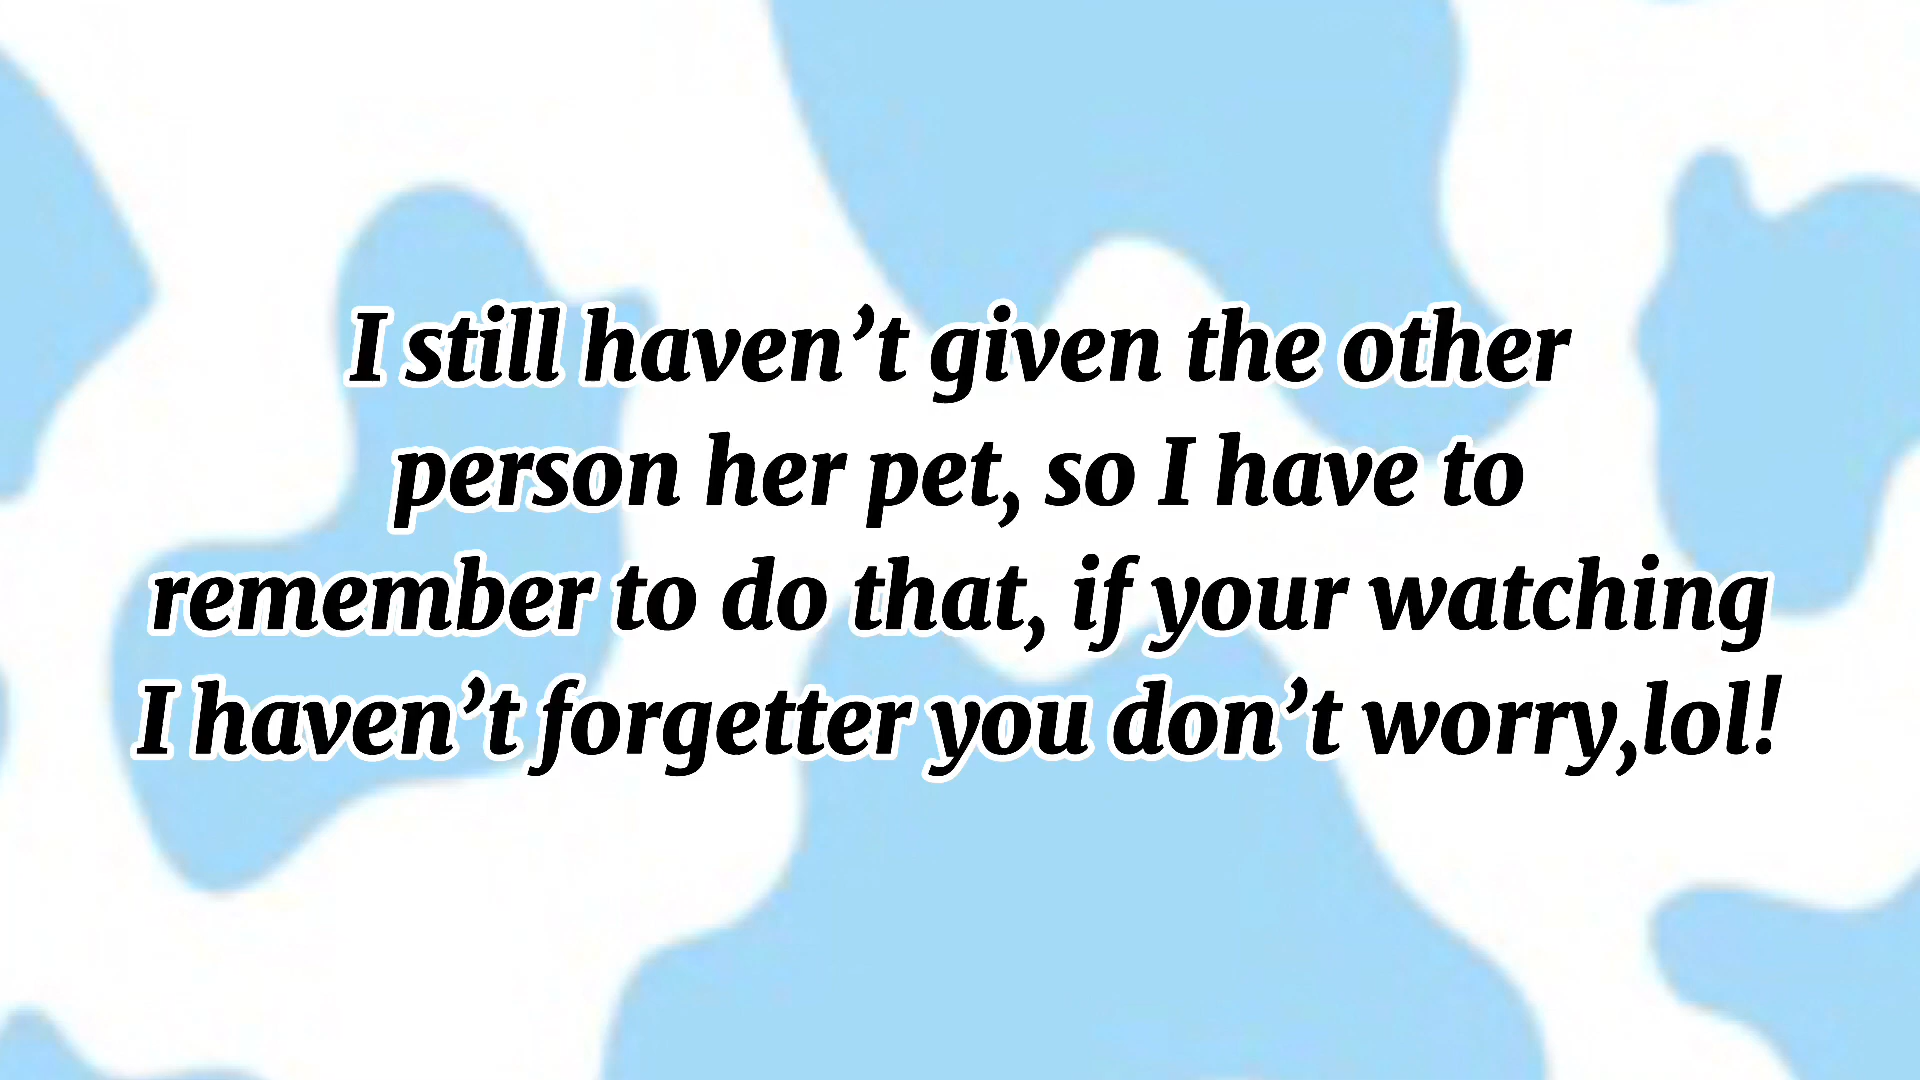 I still haven’t given the other
person her pet, so I have to
remember to do that, if your watching
I haven’t forgetter you don’t worry,lol!